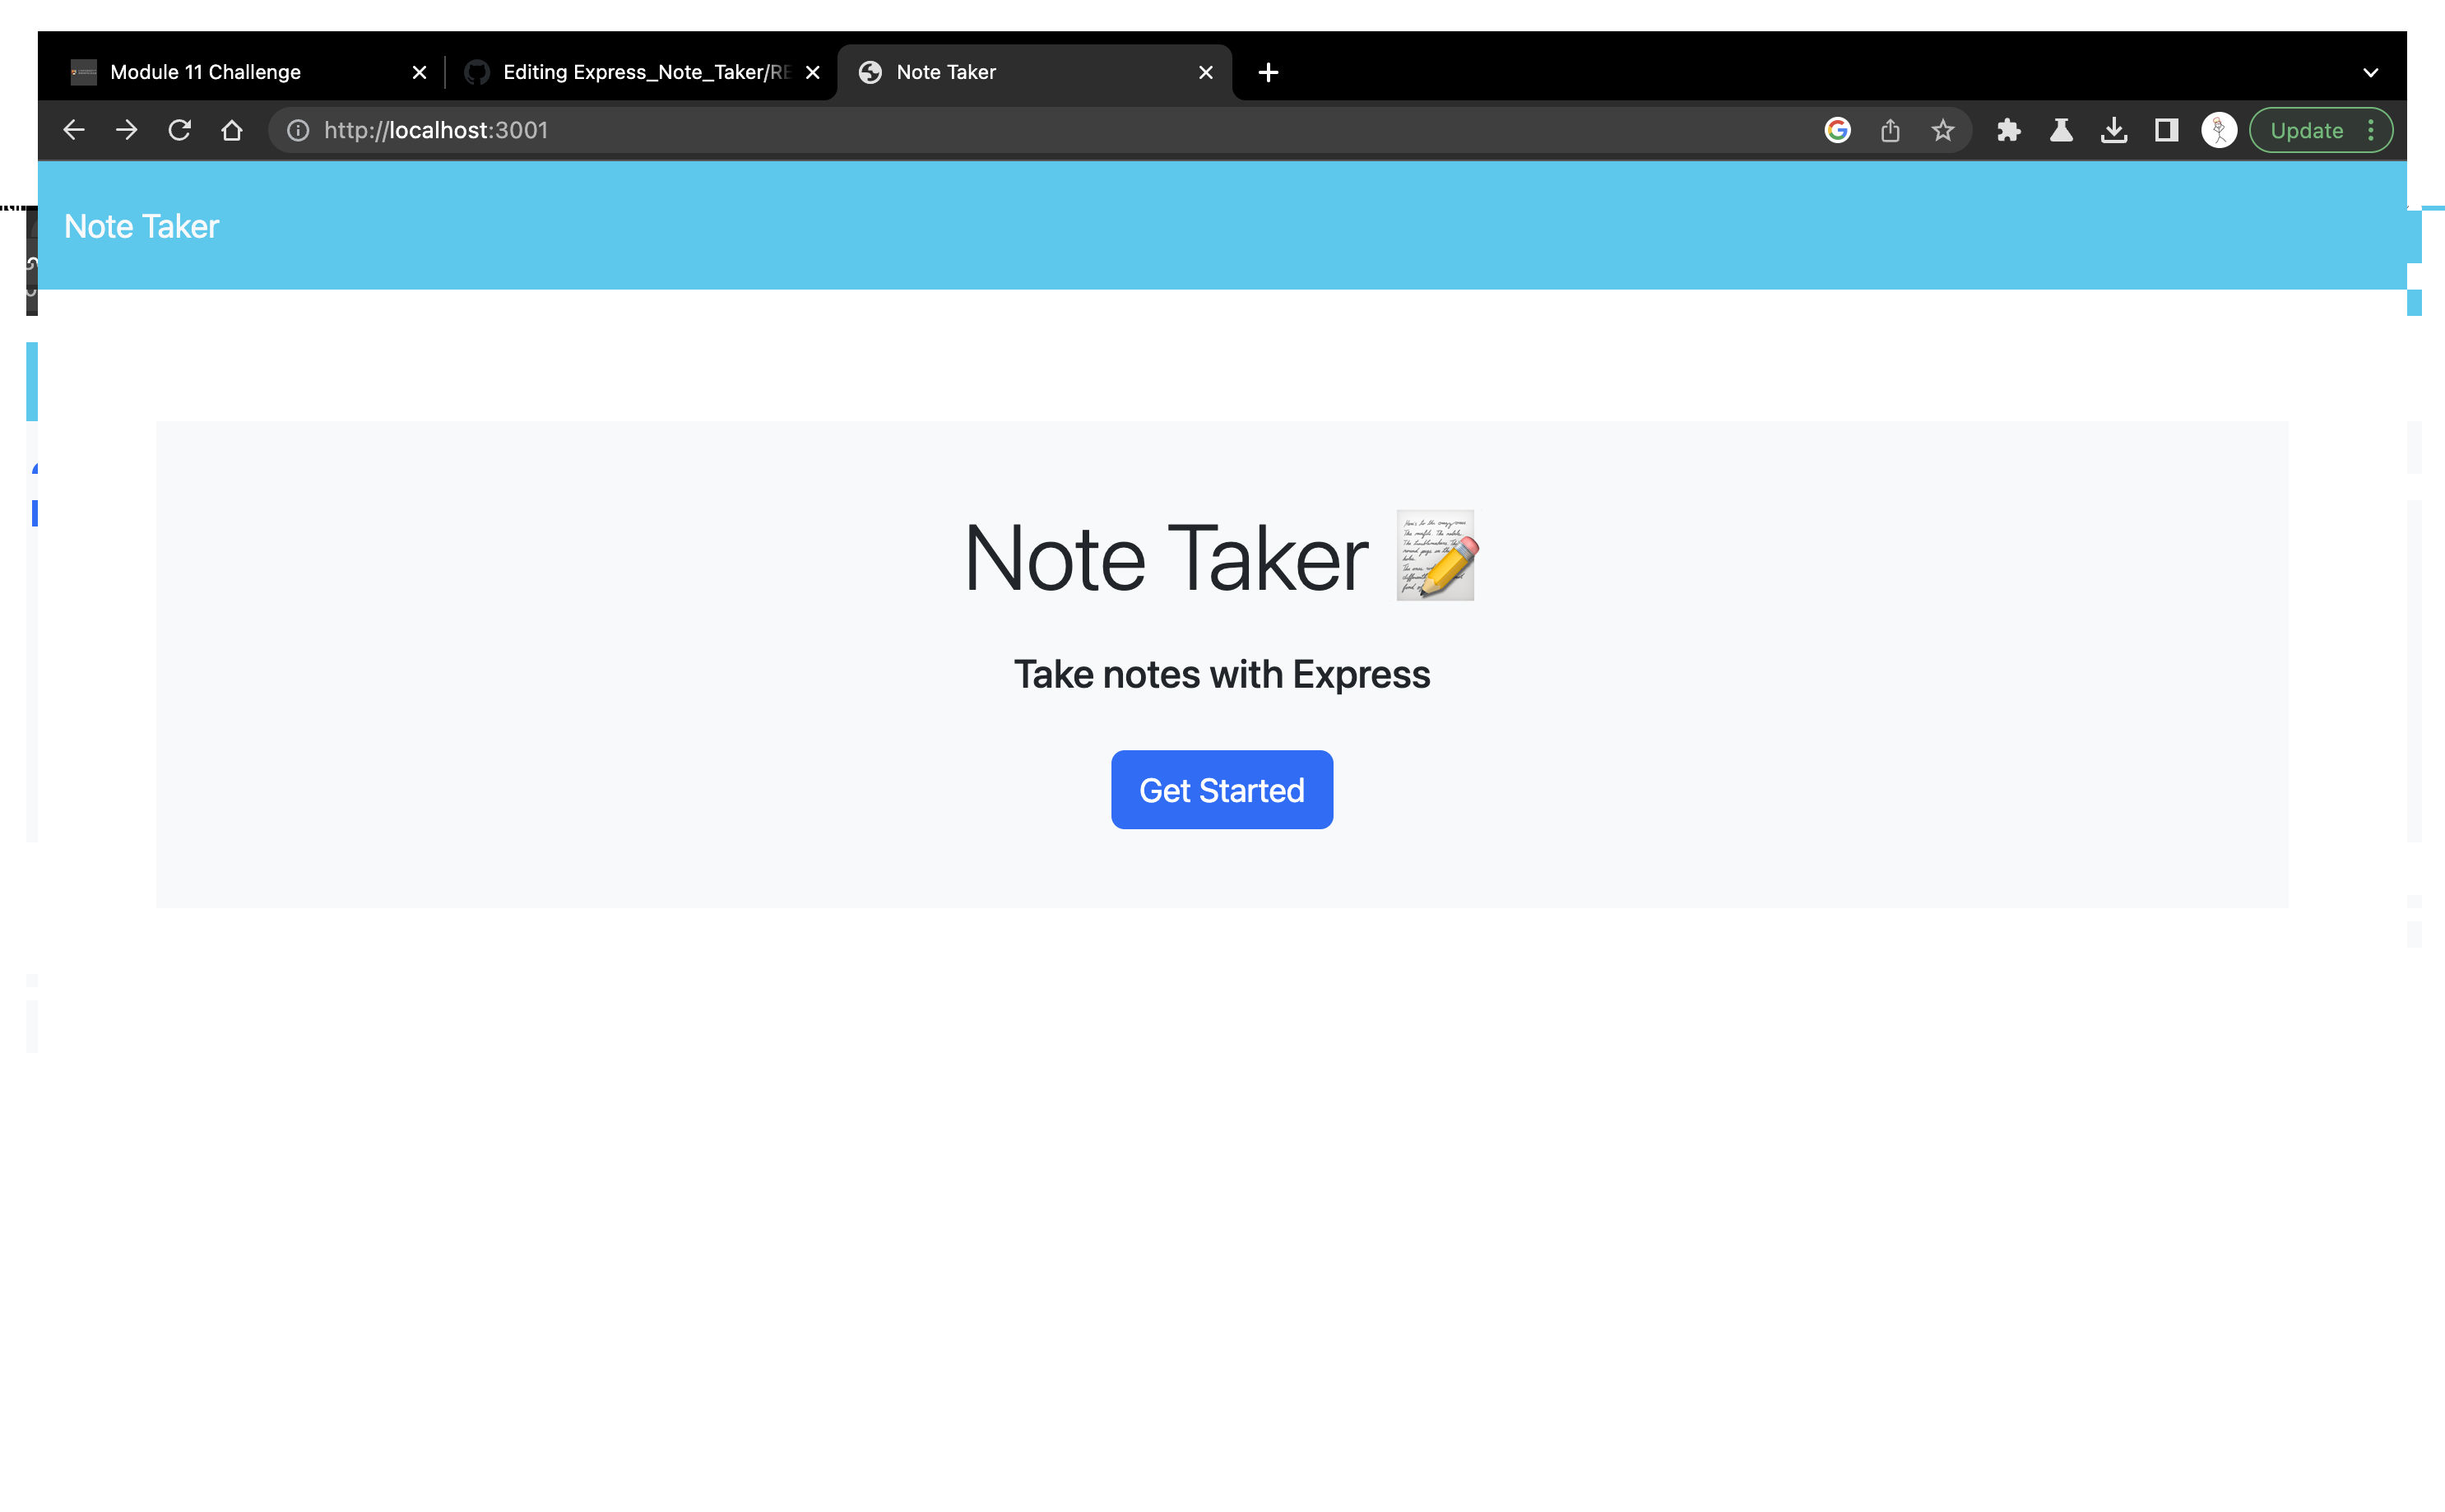 Module 11 Challenge
Editing Express_Note_Taker/RE
Note Taker
http://localhost:3001
Update
Note Taker
Note Taker
Take notes with Express
Get Started